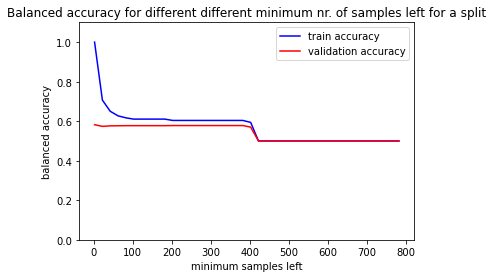 Balanced accuracy for different different minimum nr. of samples left for a split
train accuracy
validation accuracy
balanced accuracy
1.0
0.8
0.6
0.4
0.2
0.0
0 100 200 300 400 500 600 700 800
minimum samples left